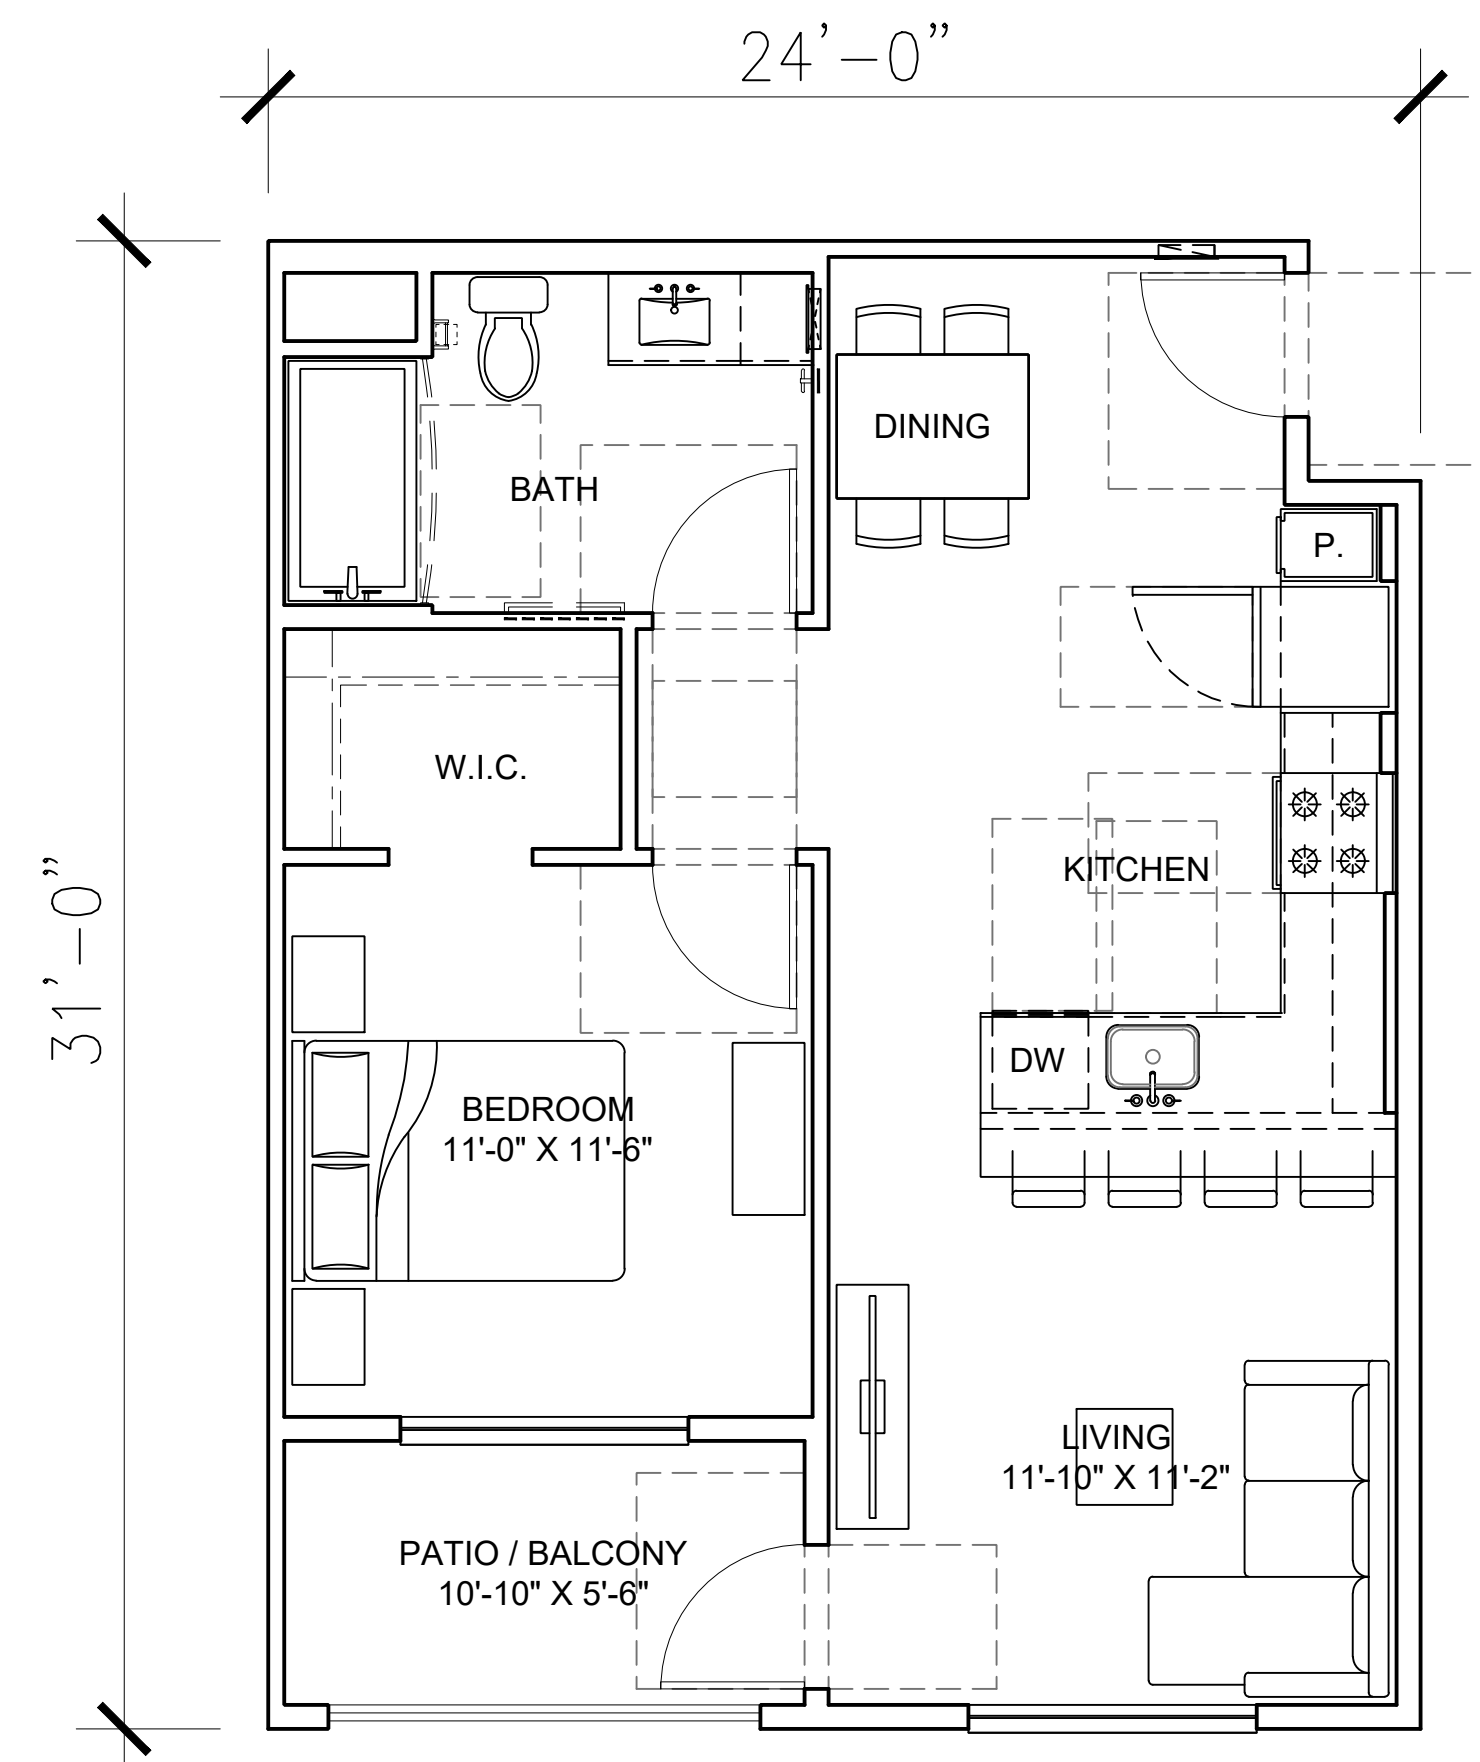 24'-0"
DINING
BATH
P.
W.I.C.
KITCHEN
31'-0"
DW
BEDROOM
11'-0" X 11'-6"
LIVING
11'-10" X 11'-2"
PATIO / BALCONY
10'-10" X 5'-6"